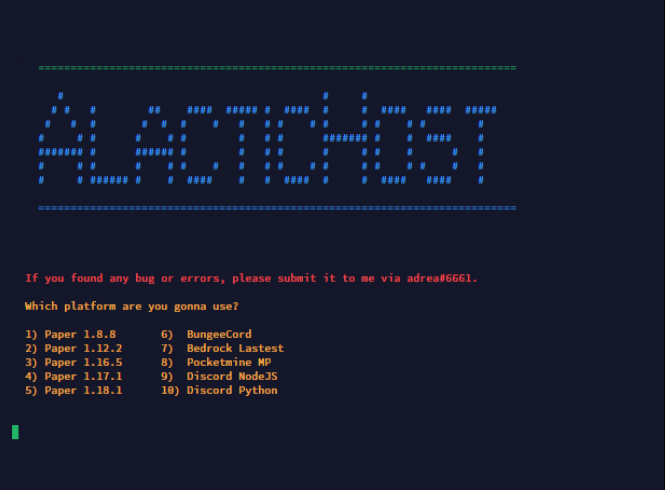 ALACTICHOST
If you found any bug or errors, please submit it to me via adrea#6661.
Which platform are you gonna use?
1) Paper 1.8.8 6) BungeeCord
2) Paper 1.12.2 7) Bedrock Lastest
3) Paper 1.16.5 8) Pocketmine MP
4) Paper 1.17.1 9) Discord NodeJS
5) Paper 1.18.1 10) Discord Python